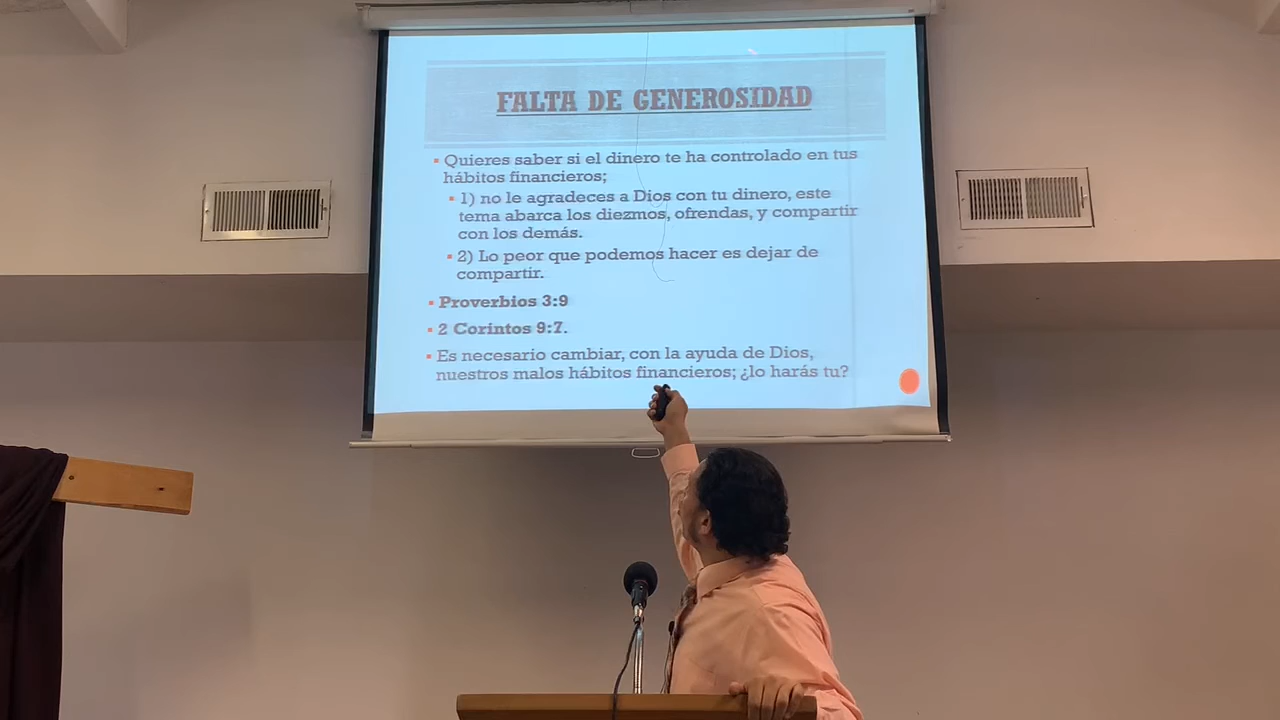 FALTA DE GENEROSIDAD
Quieres saber si el dinero te ha controlado en tus
hábitos financieros;
1) no le agradeces a Dios con tu dinero, este
tema abarca los diezmos, ofrendas, y compartir
con los demás.
2) Lo peor que podemos hacer es dejar de
compartir.
Proverbios 3:9
2 Corintos 9:7.
Es necesario cambiar, con la ayuda de Dios,
nuestros malos hábitos financieros; ¿lo harás tu?